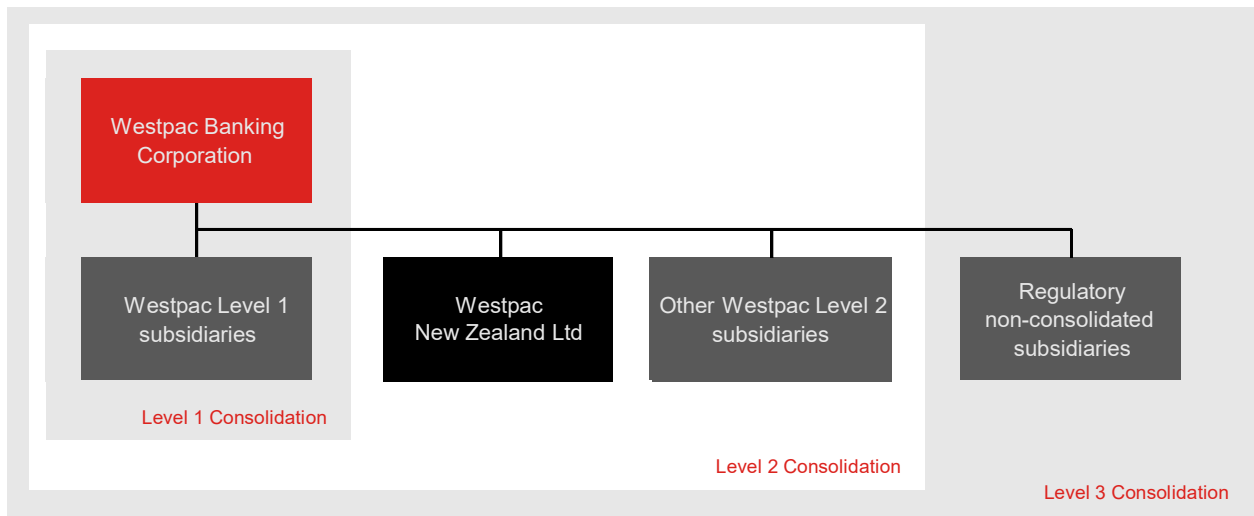 Westpac Banking
Corporation
Westpac Level 1
subsidiaries
Westpac
New Zealand Ltd
Other Westpac Level 2
subsidiaries
Regulatory
non-consolidated
subsidiaries
Level 1 Consolidation
Level 2 Consolidation
Level 3 Consolidation